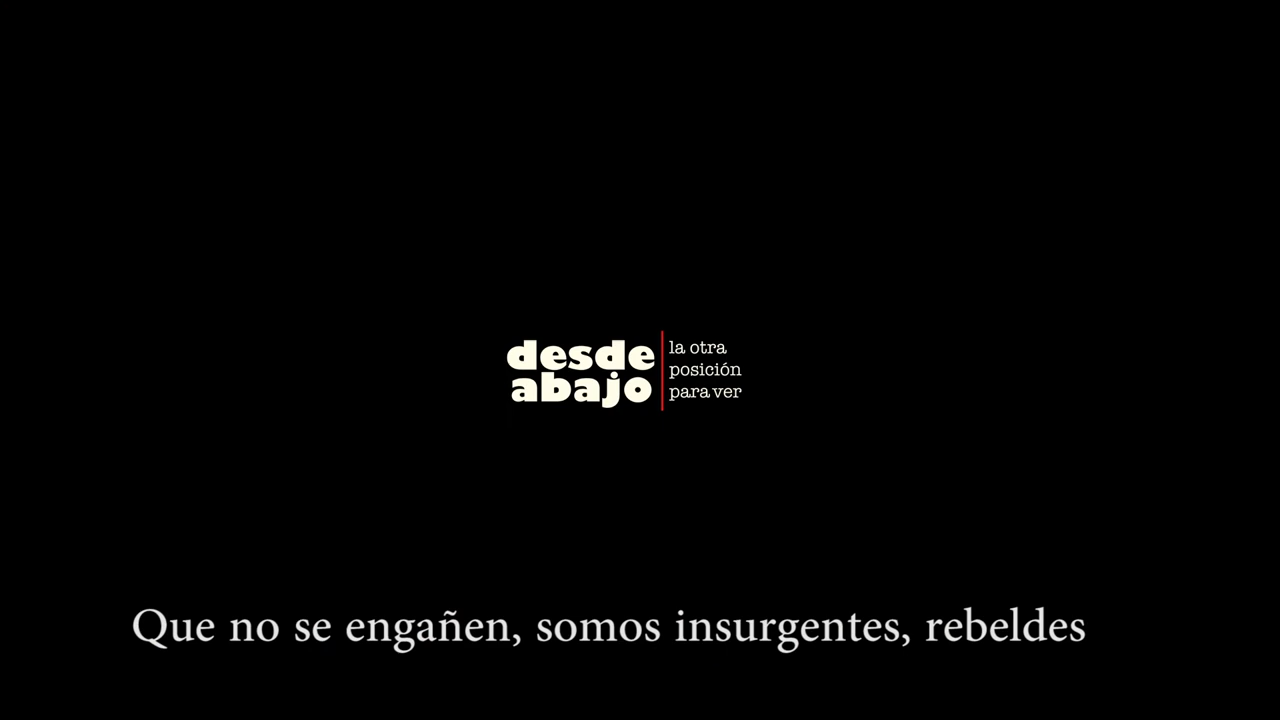 desde
abajo
la otra
posición
para ver
Que no se engañen, somos insurgentes, rebeldes